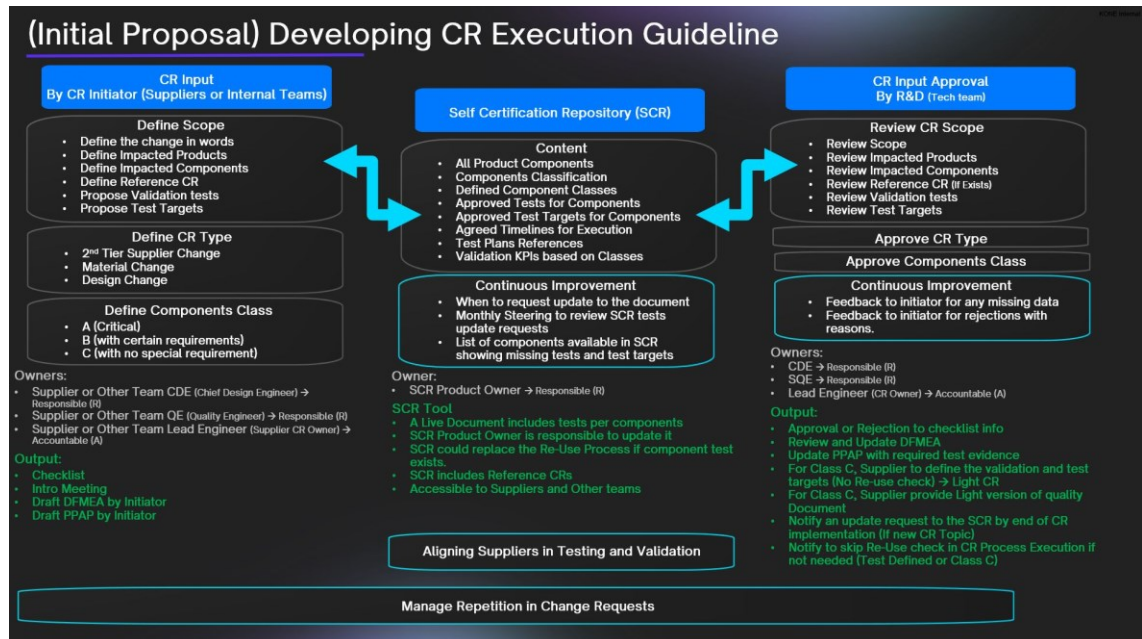 (Initial Proposal) Developing CR Execution Guideline
CR Input
By CR Initiator (Suppliers or Internal Teams)
Define Scope
• Define the change in words
• Define Impacted Products
• Define Impacted Components
• Define Reference CR
• Propose Validation tests
• Propose Test Targets
Define CR Type
• 2nd Tier Supplier Change
• Material Change
• Design Change
Define Components Class
• A (Critical)
• B (with certain requirements)
• C (with no special requirement)
Owners:
• Supplier or Other Team CDE (Chief Design Engineer) →
Responsible (R)
• Supplier or Other Team QE (Quality Engineer) → Responsible (R)
• Supplier or Other Team Lead Engineer (Supplier CR Owner) →
Accountable (A)
Output:
• Checklist
• Intro Meeting
• Draft DFMEA by Initiator
• Draft PPAP by Initiator
Self Certification Repository (SCR)
Content
• All Product Components
• Components Classification
• Defined Component Classes
• Approved Tests for Components
• Approved Test Targets for Components
• Agreed Timelines for Execution
• Test Plans References
• Validation KPIs based on Classes
Continuous Improvement
• When to request update to the document
• Monthly Steering to review SCR tests
update requests
• List of components available in SCR
showing missing tests and test targets
Owner:
• SCR Product Owner → Responsible (R)
SCR Tool
• A Live Document includes tests per components
• SCR Product Owner is responsible to update it
• SCR could replace the Re-Use Process if component test
exists.
• SCR includes Reference CRs
• Accessible to Suppliers and Other teams
CR Input Approval
By R&D (Tech team)
Review CR Scope
• Review Scope
• Review Impacted Products
• Review Impacted Components
• Review Reference CR (If Exists)
• Review Validation tests
• Review Test Targets
Approve CR Type
Approve Components Class
Continuous Improvement
• Feedback to initiator for any missing data
• Feedback to initiator for rejections with
reasons.
Owners:
• CDE → Responsible (R)
• SQE → Responsible (R)
• Lead Engineer (CR Owner) → Accountable (A)
Output:
• Approval or Rejection to checklist info
• Review and Update DFMEA
• Update PPAP with required test evidence
• For Class C, Supplier to define the validation and test
targets (No Re-use check) → Light CR
• For Class C, Supplier provide Light version of quality
Document
• Notify an update request to the SCR by end of CR
implementation (If new CR Topic)
• Notify to skip Re-Use check in CR Process Execution if
not needed (Test Defined or Class C)
Aligning Suppliers in Testing and Validation
Manage Repetition in Change Requests